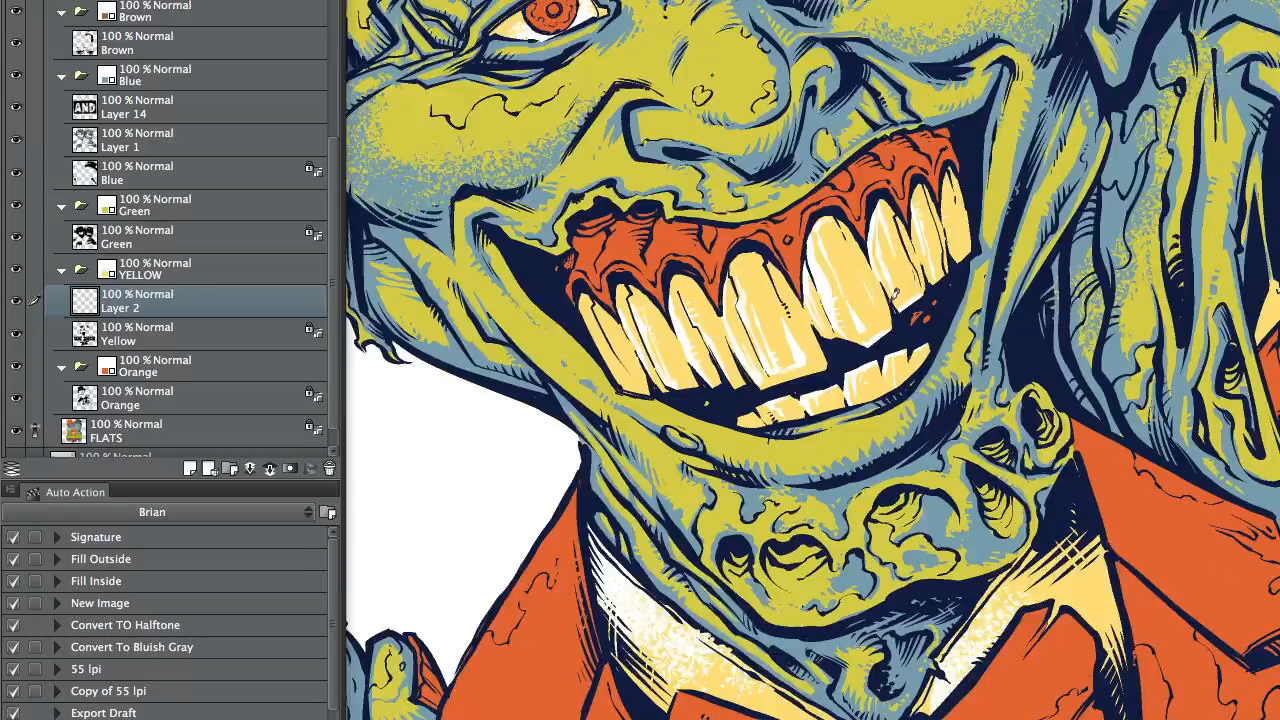 100 % Normal
Brown
100 % Normal
Brown
100 % Normal
Blue
AND
100 % Normal
Layer 14
100 % Normal
Layer 1
100 % Normal
Blue
100 % Normal
Green
100 % Normal
Green
100 % Normal
YELLOW
100 % Normal
Layer 2
100 % Normal
Yellow
100 % Normal
Orange
100 % Normal
Orange
100 % Normal
FLATS
100 % Normal
Auto Action
Brian
Signature
Fill Outside
Fill Inside
New Image
Convert TO Halftone
Convert To Bluish Gray
55 lpi
Copy of 55 lpi
Export Draft